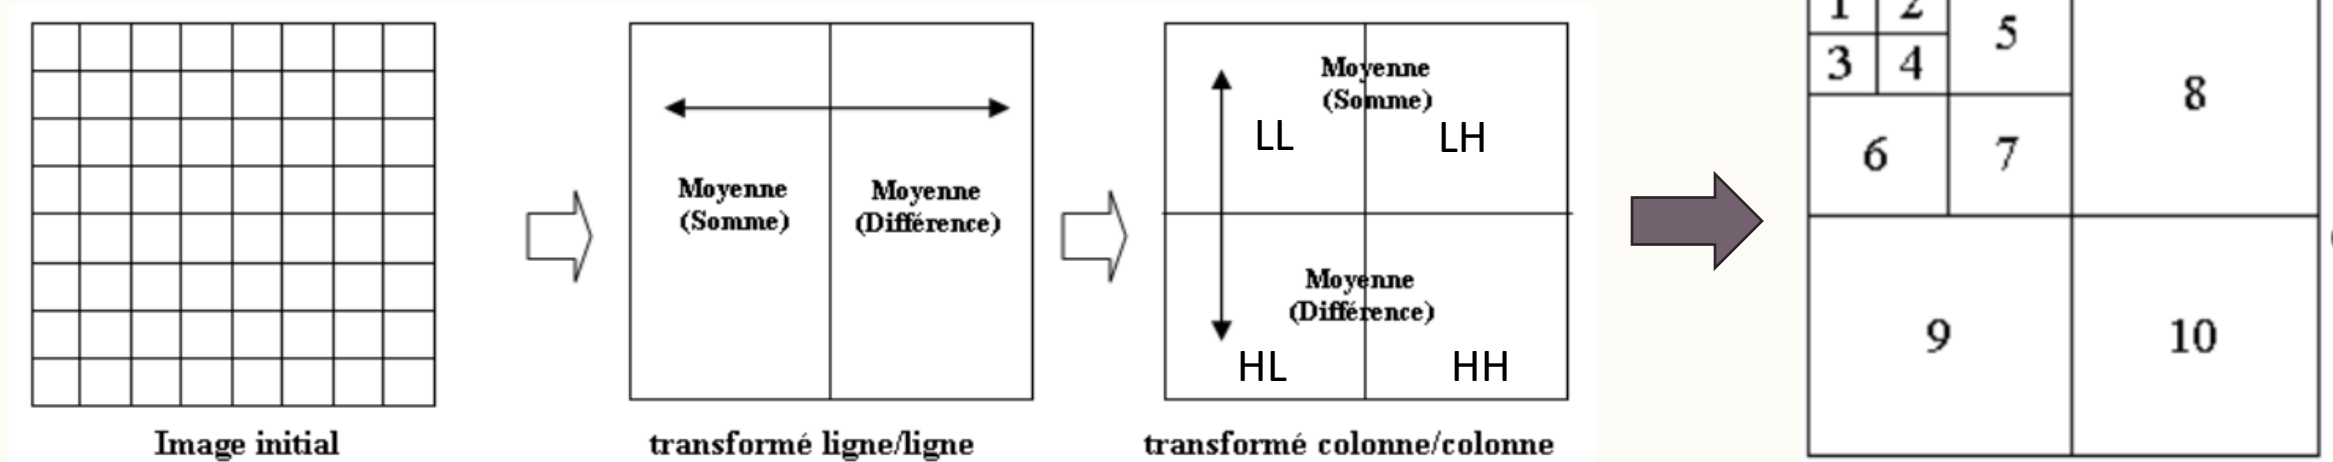 Image initial
Moyenne
(Somme)
Moyenne
(Différence)
transformé ligne/ligne
Moyenne
(Somme)
LL
LH
Moyenne
(Différence)
HL
HH
transformé colonne/colonne
1 2
3 4
5
6
7
8
9
10